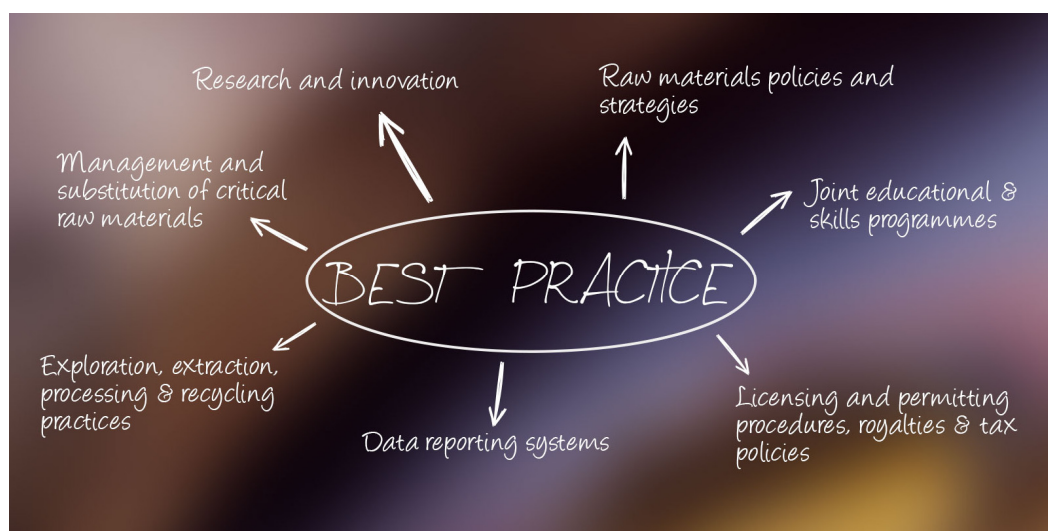 Research and innovation
Raw materials policies and
strategies
Management and
substitution of critical
raw materials
Joint educational &
skills programmes
BEST PRACTICE
Exploration, extraction,
processing & recycling
practices
Data reporting systems
Licensing and permitting
procedures, royalties & tax
policies